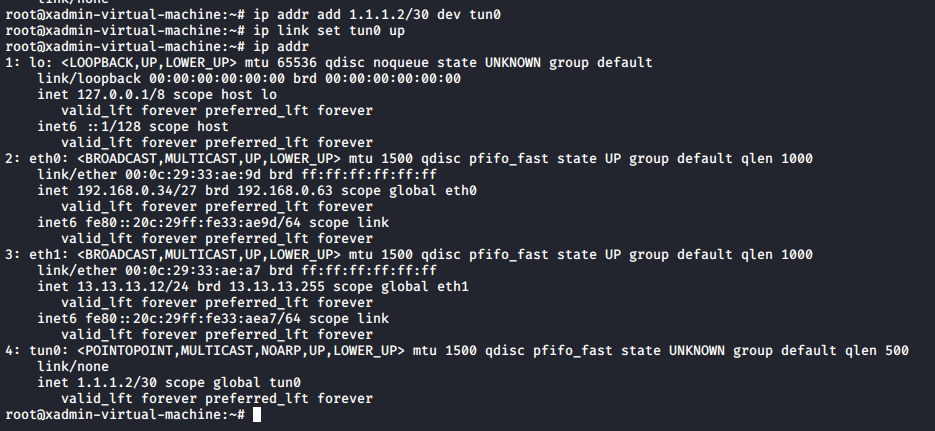 link/none
root@xadmin-virtual-machine:~# ip addr add 1.1.1.2/30 dev tun0
root@xadmin-virtual-machine:~# ip link set tun0 up
root@xadmin-virtual-machine:~# ip addr
1: lo: <LOOPBACK,UP,LOWER_UP> mtu 65536 qdisc noqueue state UNKNOWN group default
link/loopback 00:00:00:00:00:00 brd 00:00:00:00:00:00
inet 127.0.0.1/8 scope host lo
valid_lft forever preferred_lft forever
inet6 ::1/128 scope host
valid_lft forever preferred_lft forever
2: eth0: <BROADCAST,MULTICAST,UP,LOWER_UP> mtu 1500 qdisc pfifo_fast state UP group default qlen 1000
link/ether 00:0c:29:33:ae:9d brd ff:ff:ff:ff:ff:ff
inet 192.168.0.34/27 brd 192.168.0.63 scope global eth0
valid_lft forever preferred_lft forever
inet6 fe80::20c:29ff:fe33:ae9d/64 scope link
valid_lft forever preferred_lft forever
3: eth1: <BROADCAST,MULTICAST,UP,LOWER_UP> mtu 1500 qdisc pfifo_fast state UP group default qlen 1000
link/ether 00:0c:29:33:ae:a7 brd ff:ff:ff:ff:ff:ff
inet 13.13.13.12/24 brd 13.13.13.255 scope global eth1
valid_lft forever preferred_lft forever
inet6 fe80::20c:29ff:fe33:aea7/64 scope link
valid_lft forever preferred_lft forever
4: tun0: <POINTOPOINT,MULTICAST,NOARP,UP,LOWER_UP> mtu 1500 qdisc pfifo_fast state UNKNOWN group default qlen 500
link/none
inet 1.1.1.2/30 scope global tun0
valid_lft forever preferred_lft forever
root@xadmin-virtual-machine:~#